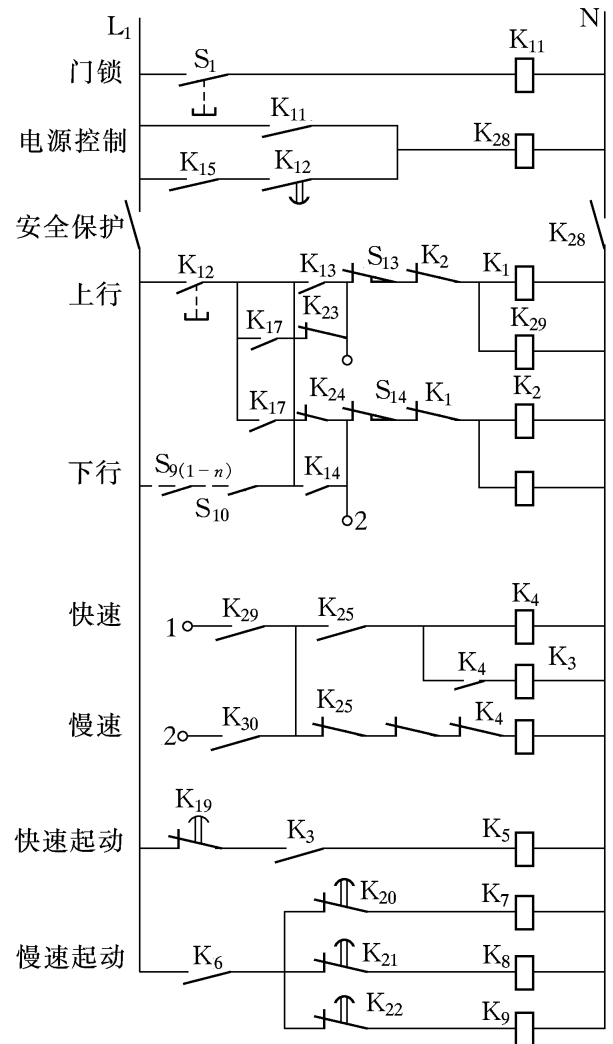 L₁ N
门锁 S₁ K₁₁
电源控制 K₁₁ K₂₈
K₁₅ K₁₂
安全保护 K₂₈
上行 K₁₂ K₁₃ S₁₃ K₂ K₁
K₁₇ K₂₃ K₂₉
K₁₇ K₂₄ S₁₄ K₁ K₂
下行 S₉₍₁₋ₙ₎ S₁₀ K₁₄
2
快速 1 K₂₉ K₂₅ K₄
K₄ K₃
慢速 2 K₃₀ K₂₅ K₄
快速起动 K₁₉ K₃ K₅
K₂₀ K₇
慢速起动 K₆ K₂₁ K₈
K₂₂ K₉